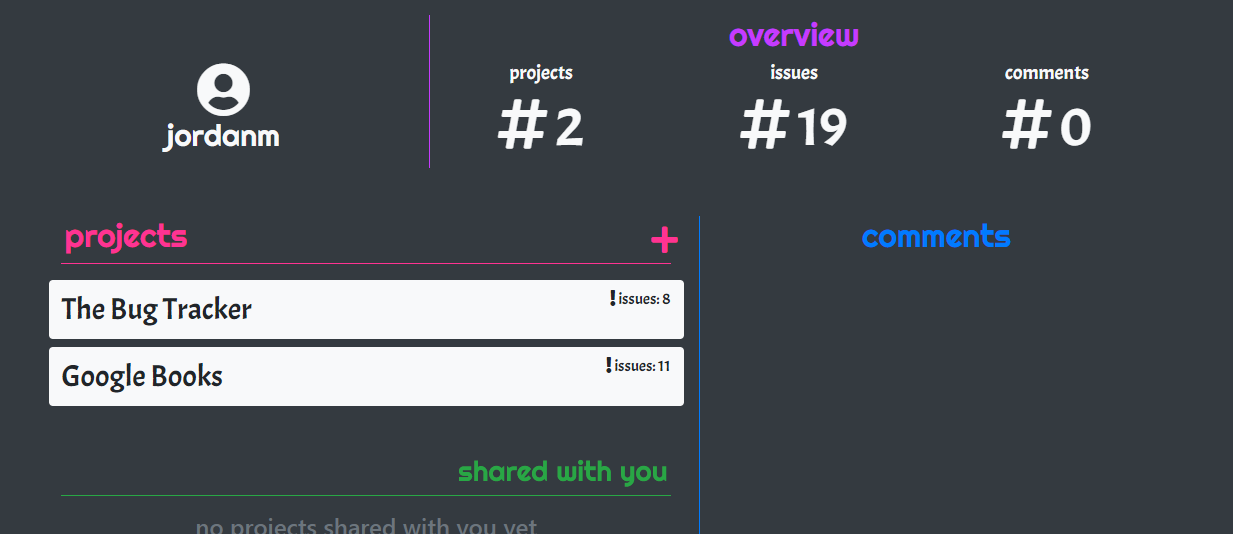 overview
jordanm
projects
#2
issues
#19
comments
#0
projects
The Bug Tracker
issues: 8
Google Books
issues: 11
shared with you
no projects shared with you yet
comments